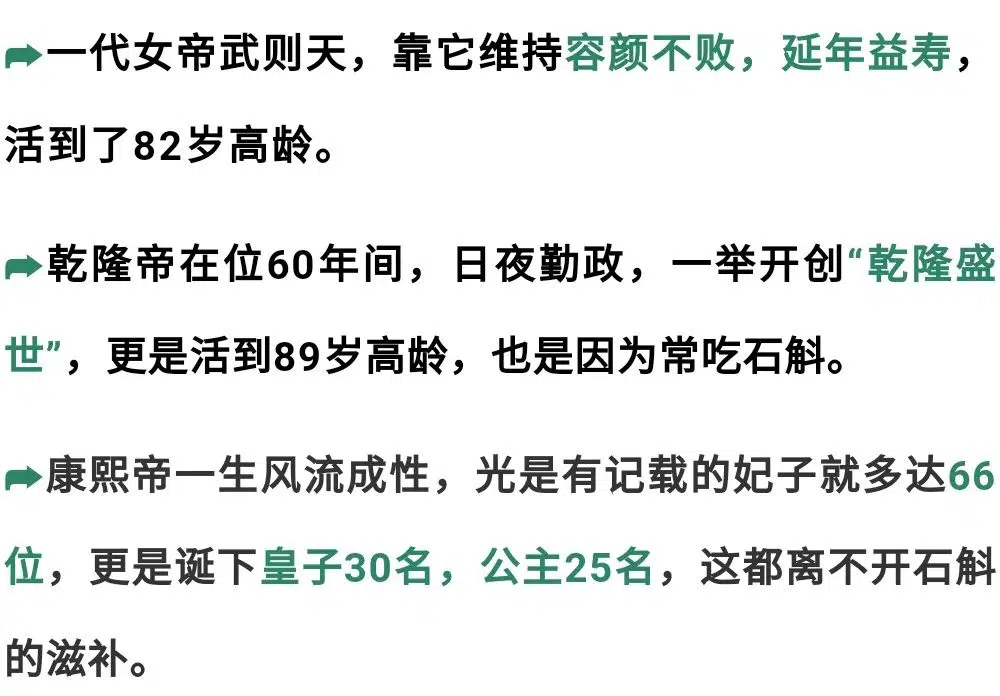 ➦一代女帝武则天，靠它维持容颜不败，延年益寿，
活到了82岁高龄。
➦乾隆帝在位60年间，日夜勤政，一举开创“乾隆盛
世”，更是活到89岁高龄，也是因为常吃石斛。
➦康熙帝一生风流成性，光是有记载的妃子就多达66
位，更是诞下皇子30名，公主25名，这都离不开石斛
的滋补。